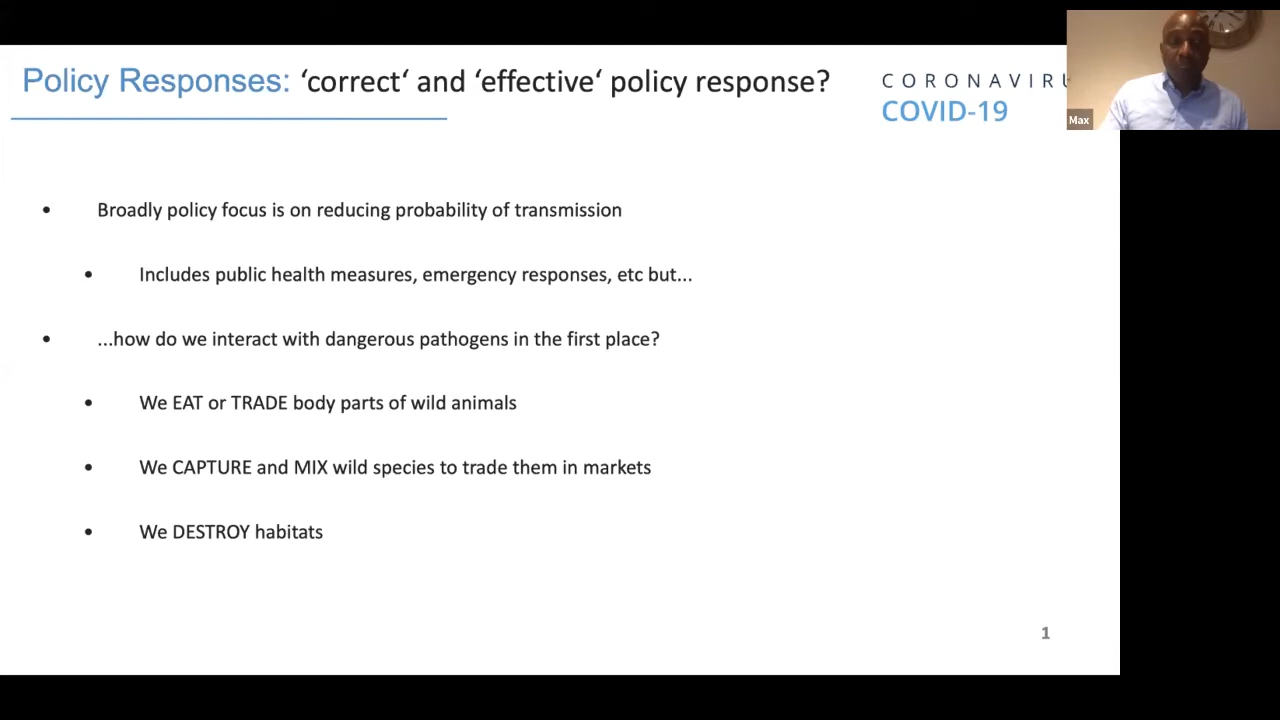 Policy Responses: ‘correct‘ and ‘effective‘ policy response?
CORONAVIRU
COVID-19
Max
• Broadly policy focus is on reducing probability of transmission
• Includes public health measures, emergency responses, etc but...
• ...how do we interact with dangerous pathogens in the first place?
• We EAT or TRADE body parts of wild animals
• We CAPTURE and MIX wild species to trade them in markets
• We DESTROY habitats
1